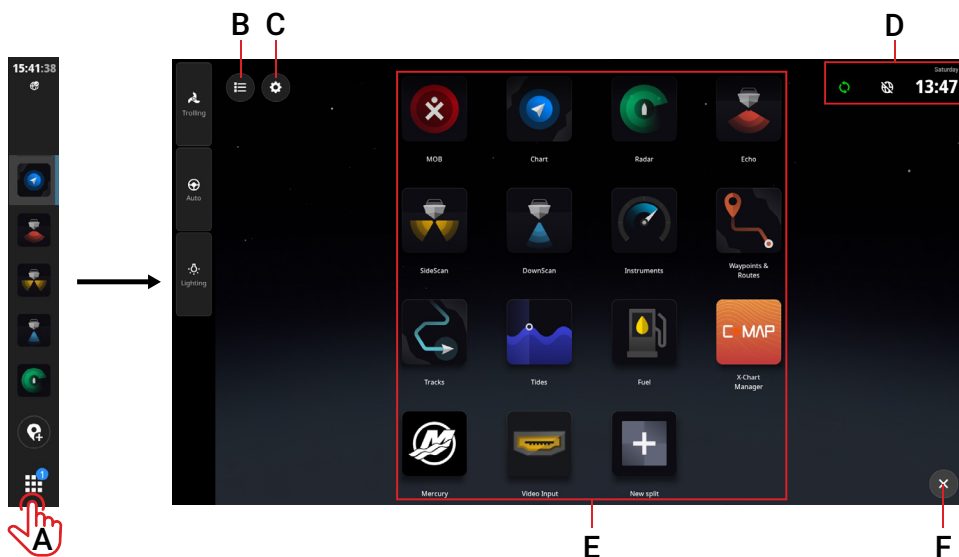 B
C
D
15:41:38
Saturday
13:47
Trolling
Auto
Lighting
MOB
Chart
Radar
Echo
SideScan
DownScan
Instruments
Waypoints &
Routes
Tracks
Tides
Fuel
C MAP
X-Chart
Manager
Mercury
Video Input
New split
1
A
E
F